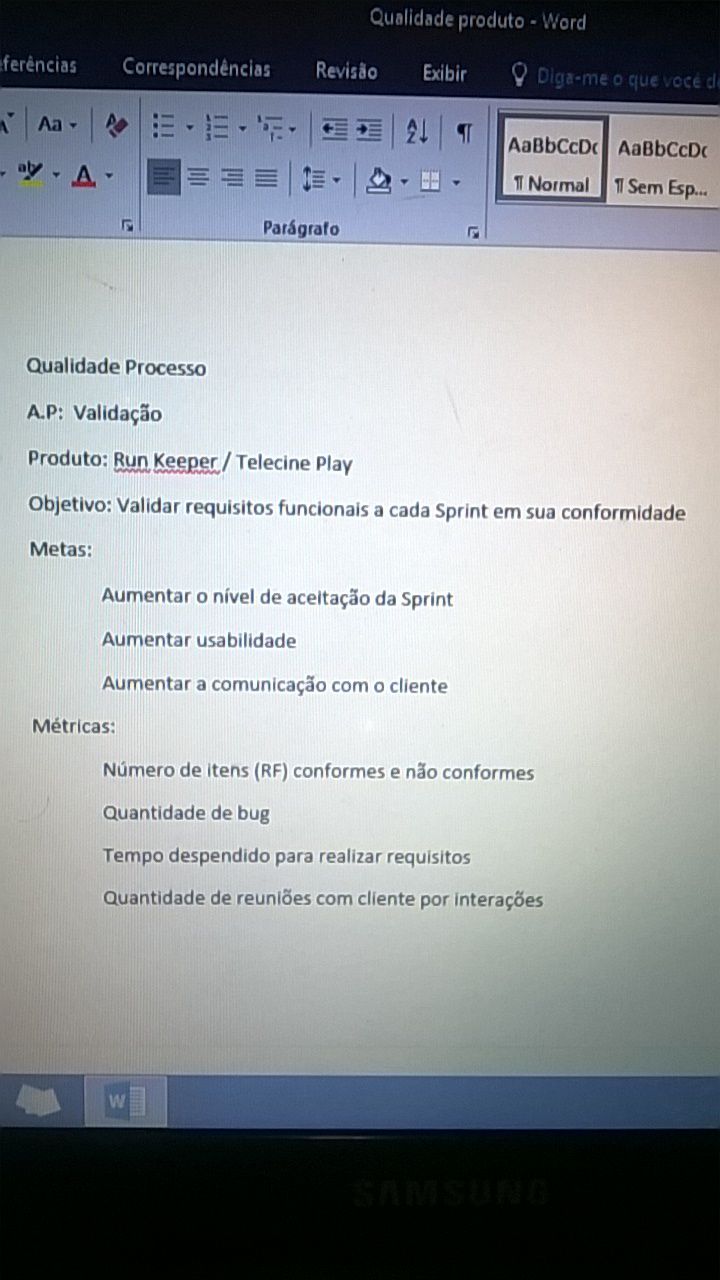 Qualidade produto - Word
ferências Correspondências Revisão Exibir Diga-me o que você d
Aa
AaBbCcDc AaBbCcDc
¶ Normal ¶ Sem Esp...
Parágrafo
Qualidade Processo
A.P: Validação
Produto: Run Keeper / Telecine Play
Objetivo: Validar requisitos funcionais a cada Sprint em sua conformidade
Metas:
Aumentar o nível de aceitação da Sprint
Aumentar usabilidade
Aumentar a comunicação com o cliente
Métricas:
Número de itens (RF) conformes e não conformes
Quantidade de bug
Tempo despendido para realizar requisitos
Quantidade de reuniões com cliente por interações
SAMSUNG